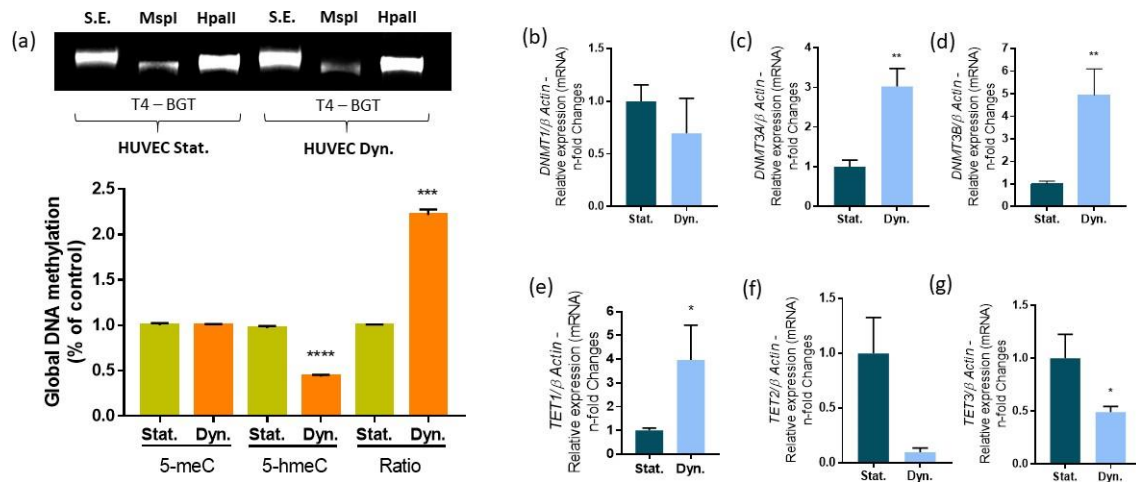 (a)
S.E. MspI HpaII S.E. MspI HpaII
T4 – BGT T4 – BGT
HUVEC Stat. HUVEC Dyn.
Global DNA methylation
(% of control)
2.5
2.0
1.5
1.0
0.5
0.0
***
****
Stat. Dyn. Stat. Dyn. Stat. Dyn.
5-meC 5-hmeC Ratio
(b)
DNMT1/β Actin -
Relative expression (mRNA)
n-fold Changes
1.5
1.0
0.5
0.0
Stat. Dyn.
(c)
DNMT3A/β Actin -
Relative expression (mRNA)
n-fold Changes
4
3
2
1
0
**
Stat. Dyn.
(d)
DNMT3B/β Actin -
Relative expression (mRNA)
n-fold Changes
7
6
5
4
3
2
1
0
**
Stat. Dyn.
(e)
TET1/β Actin -
Relative expression (mRNA)
n-fold Changes
6
4
2
0
*
Stat. Dyn.
(f)
TET2/β Actin -
Relative expression (mRNA)
n-fold Changes
1.5
1.0
0.5
0.0
Stat. Dyn.
(g)
TET3/β Actin -
Relative expression (mRNA)
n-fold Changes
1.5
1.0
0.5
0.0
*
Stat. Dyn.